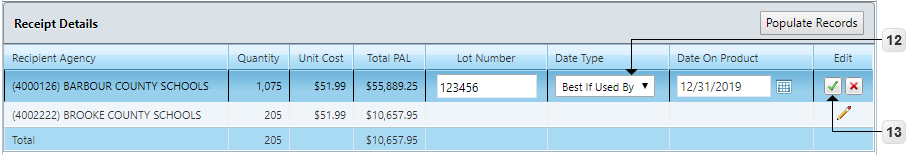 Receipt Details Populate Records
12
Recipient Agency Quantity Unit Cost Total PAL Lot Number Date Type Date On Product Edit
(4000126) BARBOUR COUNTY SCHOOLS 1,075 $51.99 $55,889.25 123456 Best If Used By 12/31/2019
(4002222) BROOKE COUNTY SCHOOLS 205 $51.99 $10,657.95
13
Total 205 $10,657.95